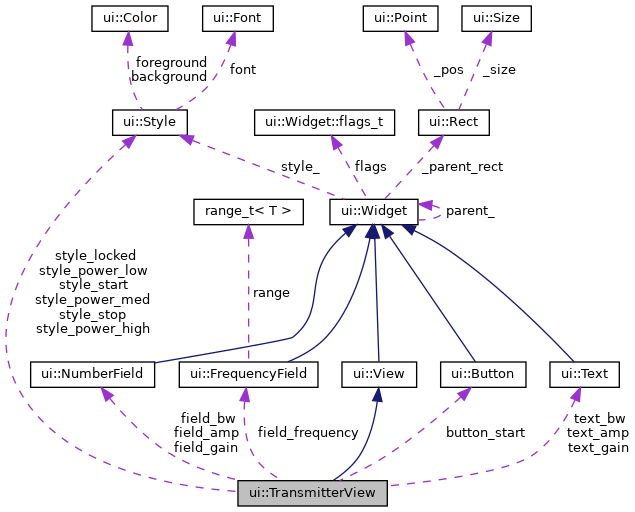 ui::Color
ui::Font
ui::Point
ui::Size
foreground
background
font
_pos
_size
ui::Style
ui::Widget::flags_t
ui::Rect
style_
flags
_parent_rect
range_t< T >
ui::Widget
parent_
style_locked
style_power_low
style_start
style_power_med
style_stop
style_power_high
range
ui::NumberField
ui::FrequencyField
ui::View
ui::Button
ui::Text
field_bw
field_amp
field_gain
field_frequency
button_start
text_bw
text_amp
text_gain
ui::TransmitterView